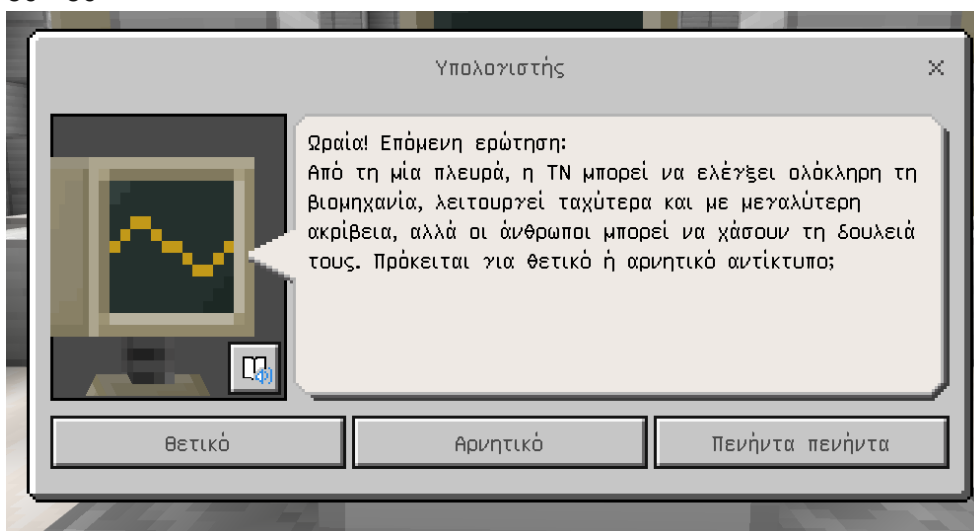 Υπολογιστής
Ωραία! Επόμενη ερώτηση:
Από τη μία πλευρά, η ΤΝ μπορεί να ελέγξει ολόκληρη τη
βιομηχανία, λειτουργεί ταχύτερα και με μεγαλύτερη
ακρίβεια, αλλά οι άνθρωποι μπορεί να χάσουν τη δουλειά
τους. Πρόκειται για θετικό ή αρνητικό αντίκτυπο;
Θετικό
Αρνητικό
Πενήντα πενήντα